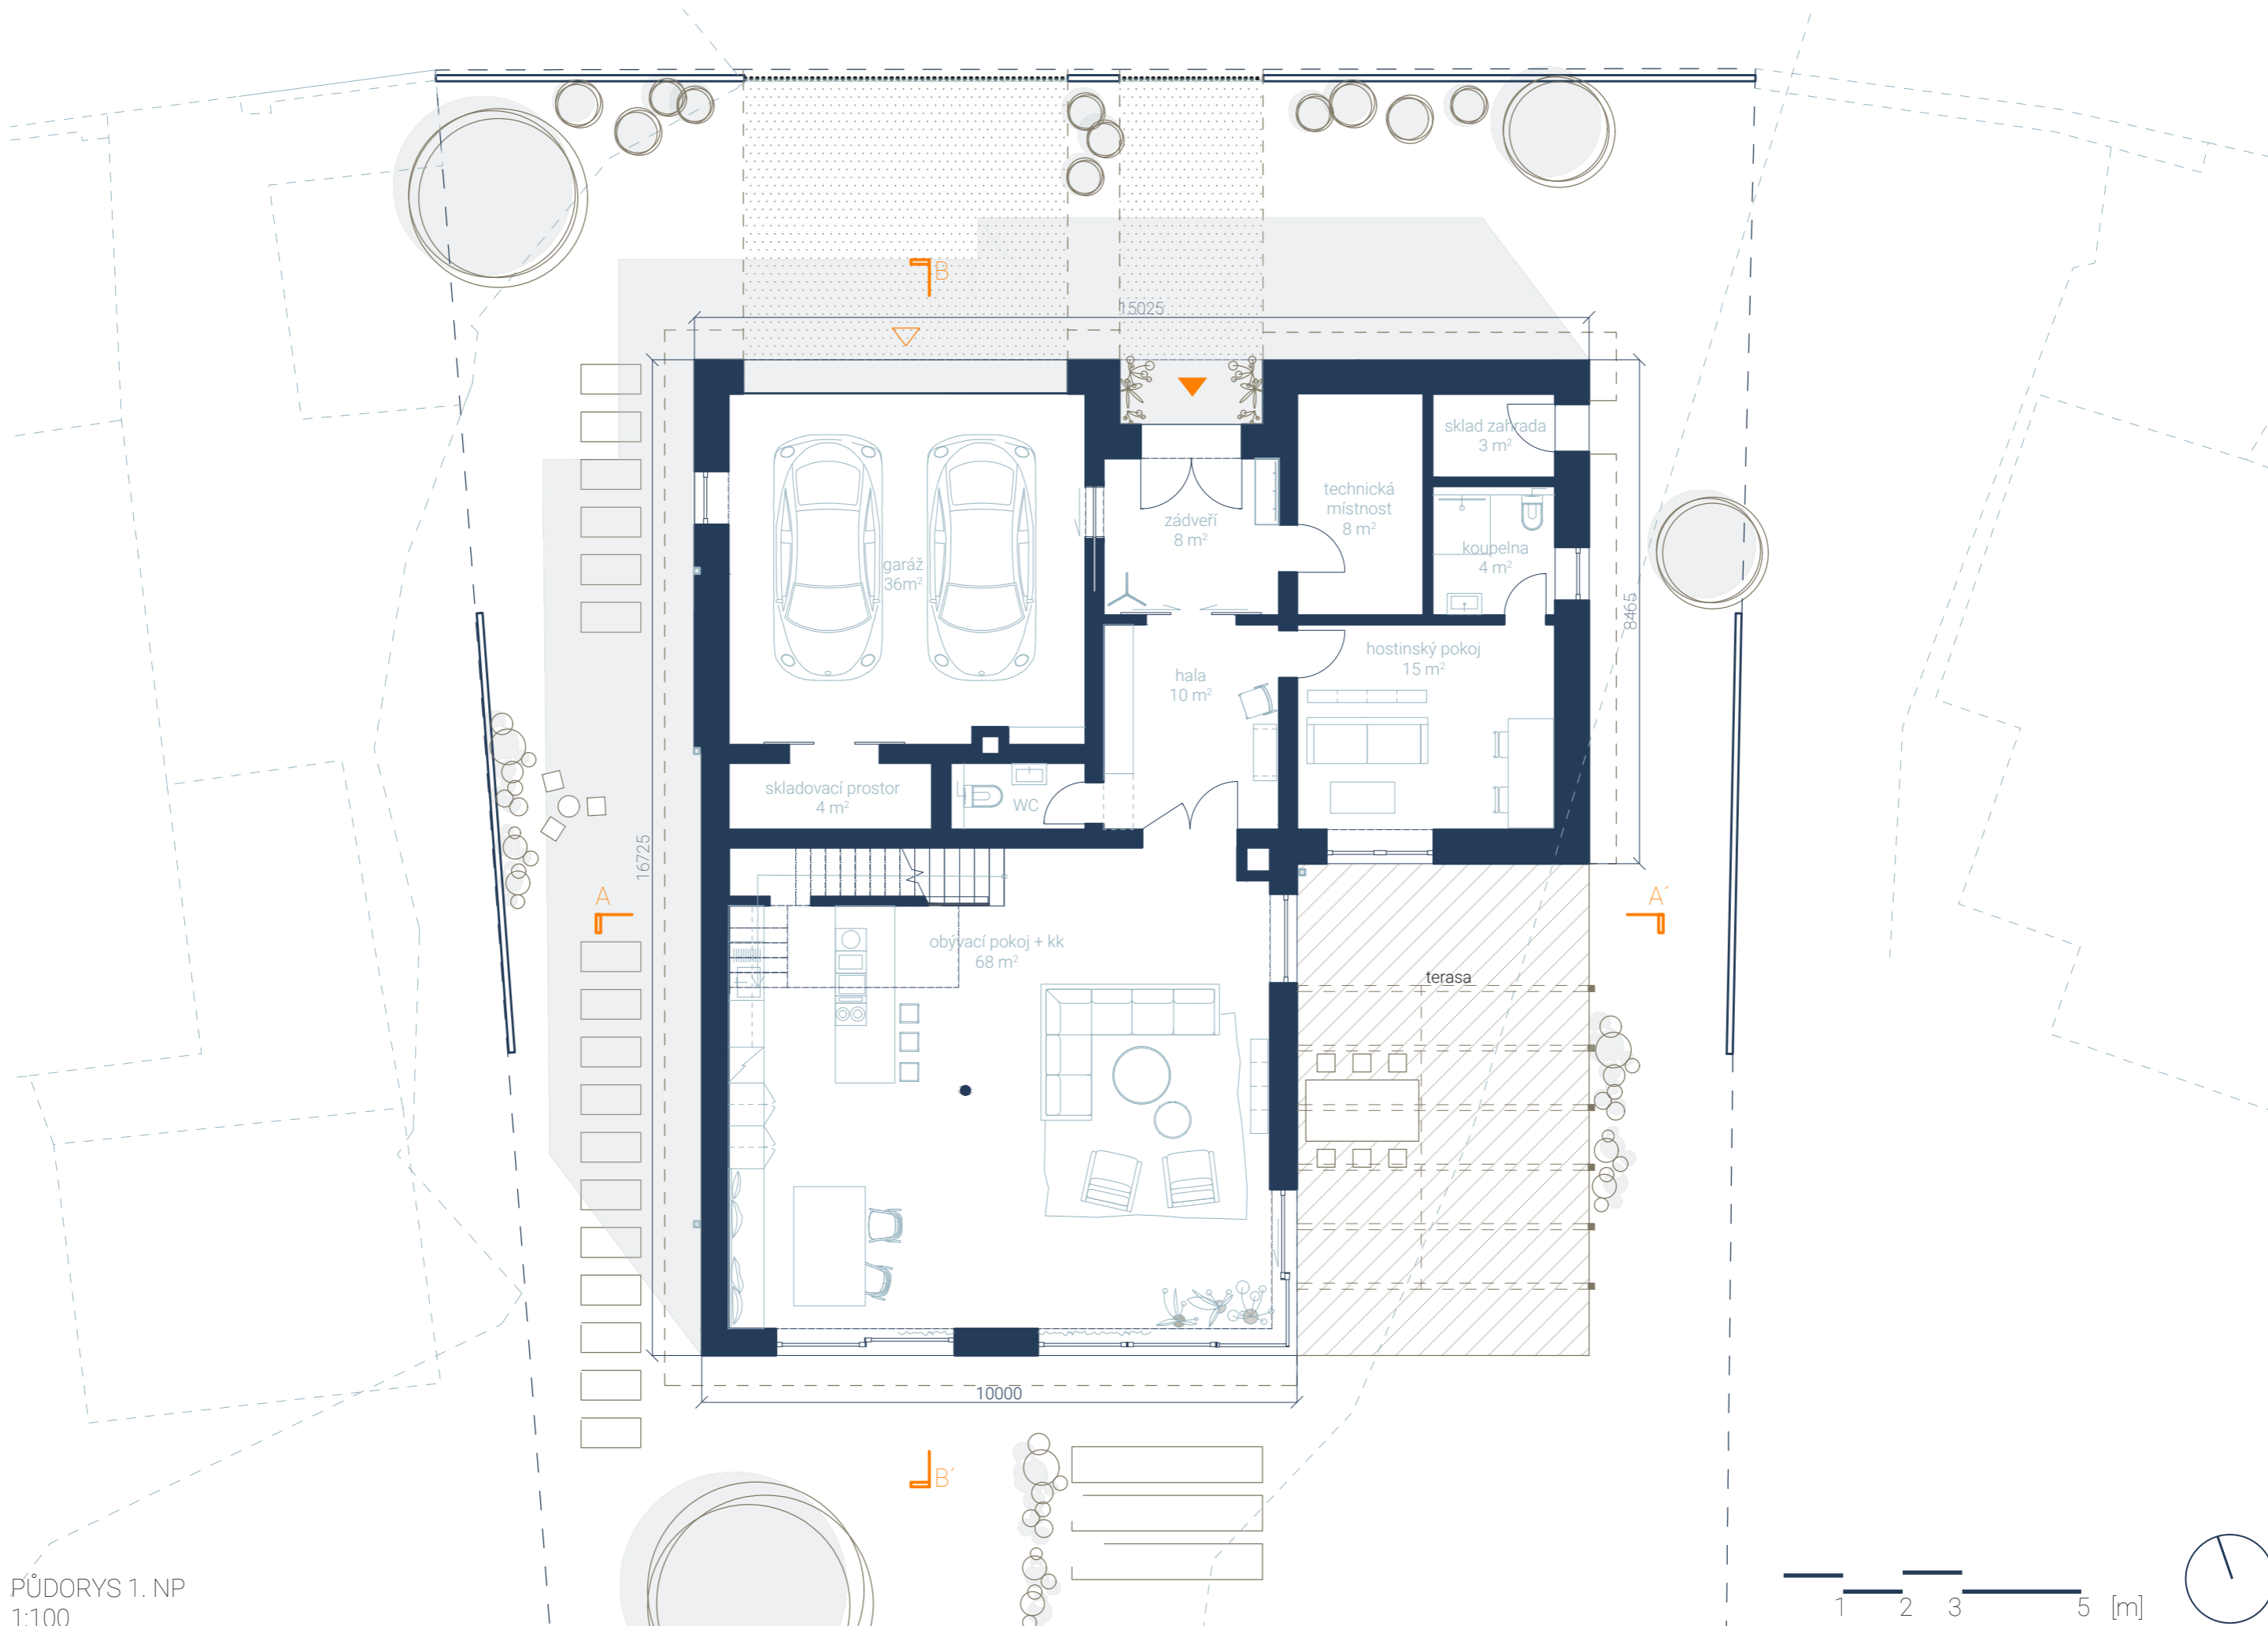 B
15025
sklad zahrada
3 m²
technická
místnost
8 m²
zádveří
8 m²
koupelna
4 m²
garáž
36m²
8465
hostinský pokoj
15 m²
hala
10 m²
skladovací prostor
4 m²
WC
16725
A
A´
obývací pokoj + kk
68 m²
terasa
10000
B´
PŮDORYS 1. NP
1:100
1 2 3 5 [m]